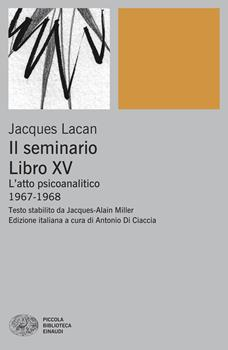 Jacques Lacan
Il seminario
Libro XV
L'atto psicoanalitico
1967-1968
Testo stabilito da Jacques-Alain Miller
Edizione italiana a cura di Antonio Di Ciaccia
PICCOLA
BIBLIOTECA
EINAUDI